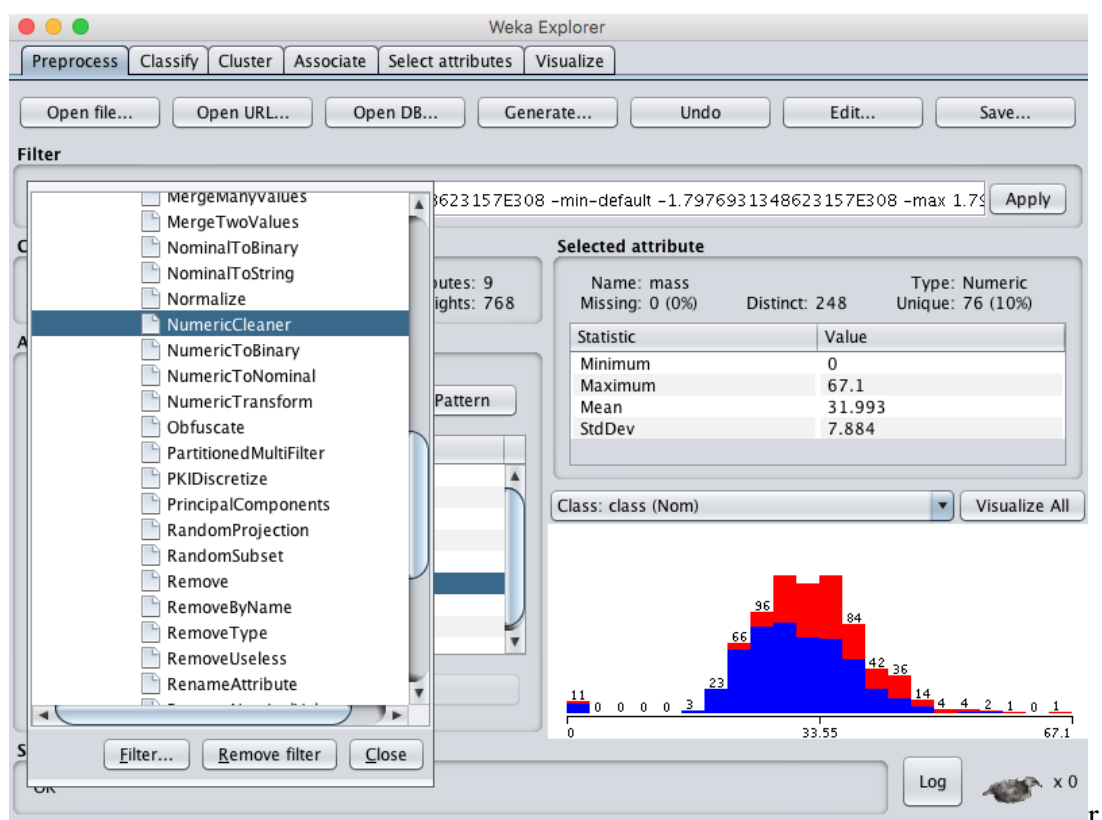 Weka Explorer
Preprocess Classify Cluster Associate Select attributes Visualize
Open file... Open URL... Open DB... Generate... Undo Edit... Save...
Filter
8623157E308 -min-default -1.7976931348623157E308 -max 1.79 Apply
MergeManyValues
MergeTwoValues
NominalToBinary
NominalToString
Normalize
NumericCleaner
NumericToBinary
NumericToNominal
NumericTransform
Obfuscate
PartitionedMultiFilter
PKIDiscretize
PrincipalComponents
RandomProjection
RandomSubset
Remove
RemoveByName
RemoveType
RemoveUseless
RenameAttribute
Filter... Remove filter Close
C
butes: 9
ights: 768
A
Pattern
Selected attribute
Name: mass Type: Numeric
Missing: 0 (0%) Distinct: 248 Unique: 76 (10%)
Statistic Value
Minimum 0
Maximum 67.1
Mean 31.993
StdDev 7.884
Class: class (Nom) Visualize All
11 0 0 0 0 3 23 66 96 84 42 36 14 4 4 2 1 0 1
0 33.55 67.1
S
OK
Log x 0
r